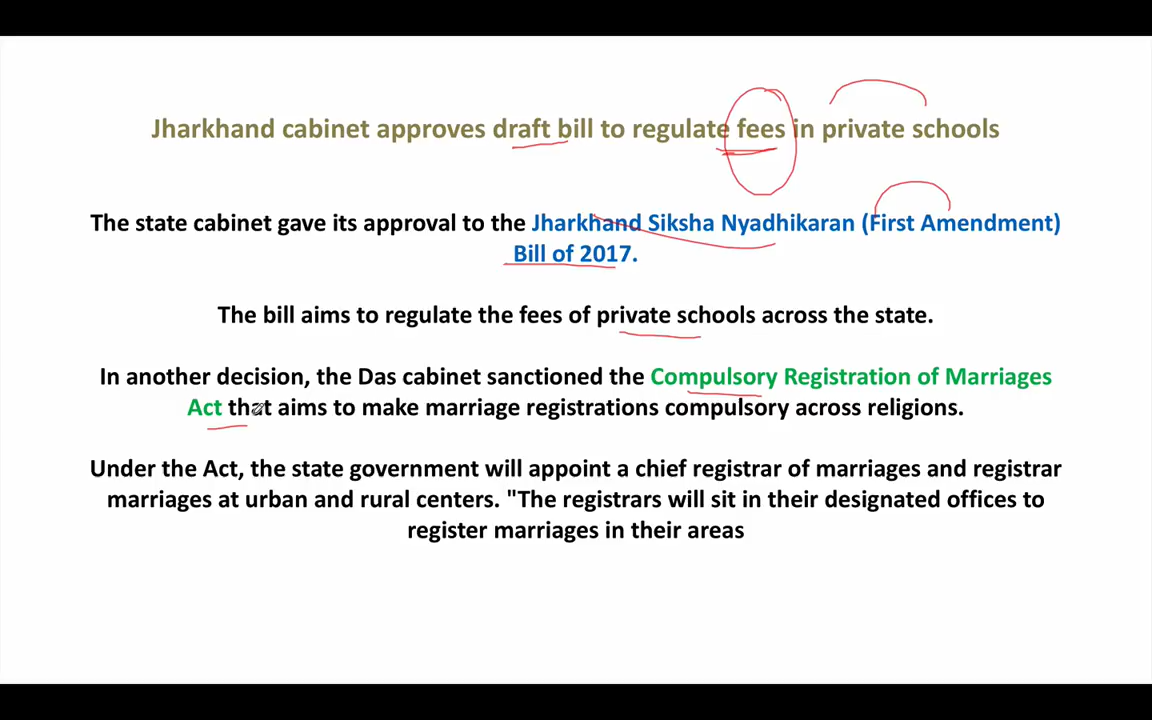 Jharkhand cabinet approves draft bill to regulate fees in private schools
The state cabinet gave its approval to the Jharkhand Siksha Nyadhikaran (First Amendment)
Bill of 2017.
The bill aims to regulate the fees of private schools across the state.
In another decision, the Das cabinet sanctioned the Compulsory Registration of Marriages
Act that aims to make marriage registrations compulsory across religions.
Under the Act, the state government will appoint a chief registrar of marriages and registrar
marriages at urban and rural centers. "The registrars will sit in their designated offices to
register marriages in their areas